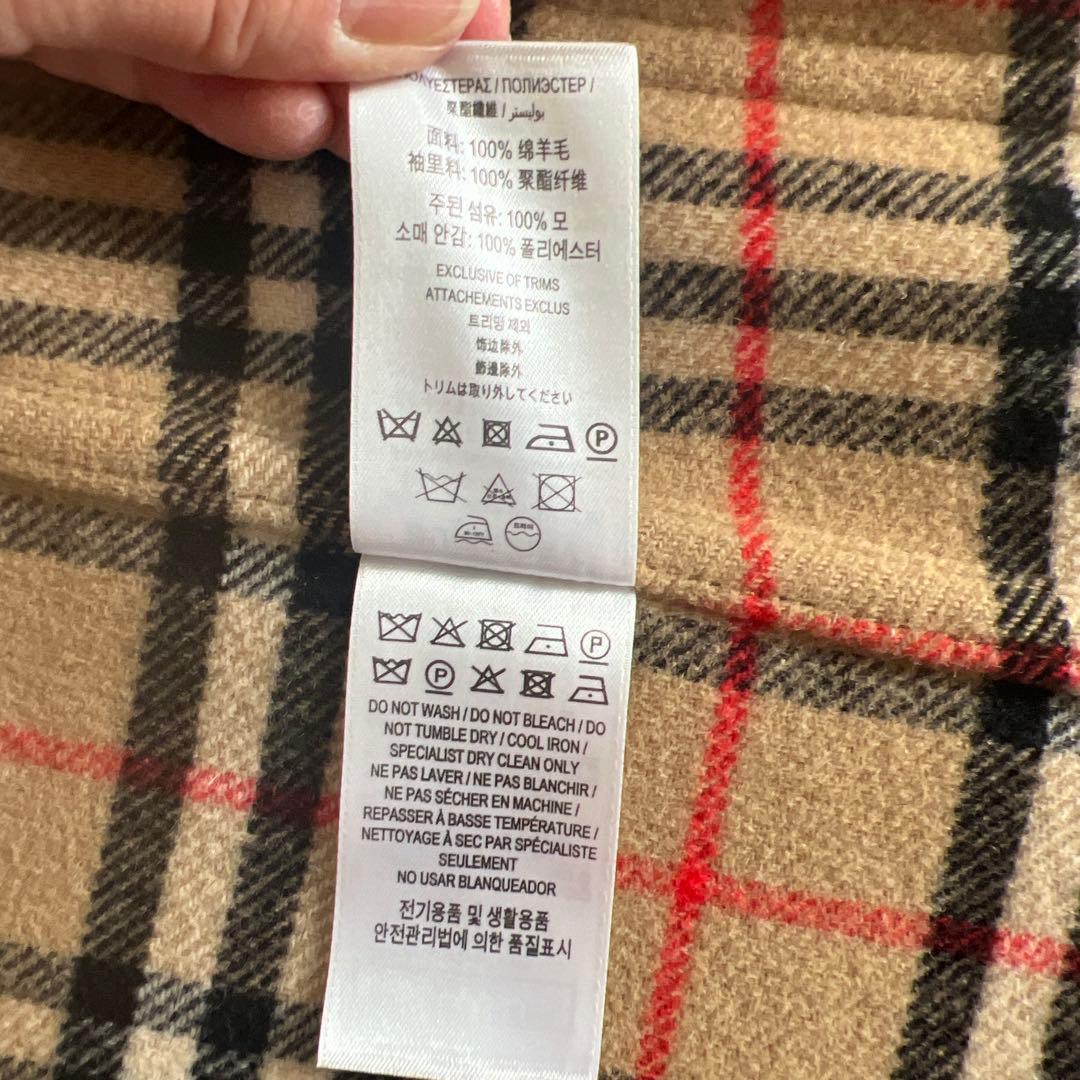 ΠΟΛΥΕΣΤΕΡΑΣ / ПОЛИЭСТЕР /
聚酯纖維 / بوليستر
面料: 100% 绵羊毛
袖里料: 100% 聚酯纤维
주된 섬유: 100% 모
소매 안감: 100% 폴리에스터
EXCLUSIVE OF TRIMS
ATTACHEMENTS EXCLUS
트리밍 제외
饰边除外
飾邊除外
トリムは取り外してください
P
P
P
DO NOT WASH / DO NOT BLEACH / DO
NOT TUMBLE DRY / COOL IRON /
SPECIALIST DRY CLEAN ONLY
NE PAS LAVER / NE PAS BLANCHIR /
NE PAS SÉCHER EN MACHINE /
REPASSER À BASSE TEMPÉRATURE /
NETTOYAGE À SEC PAR SPÉCIALISTE
SEULEMENT
NO USAR BLANQUEADOR
전기용품 및 생활용품
안전관리법에 의한 품질표시